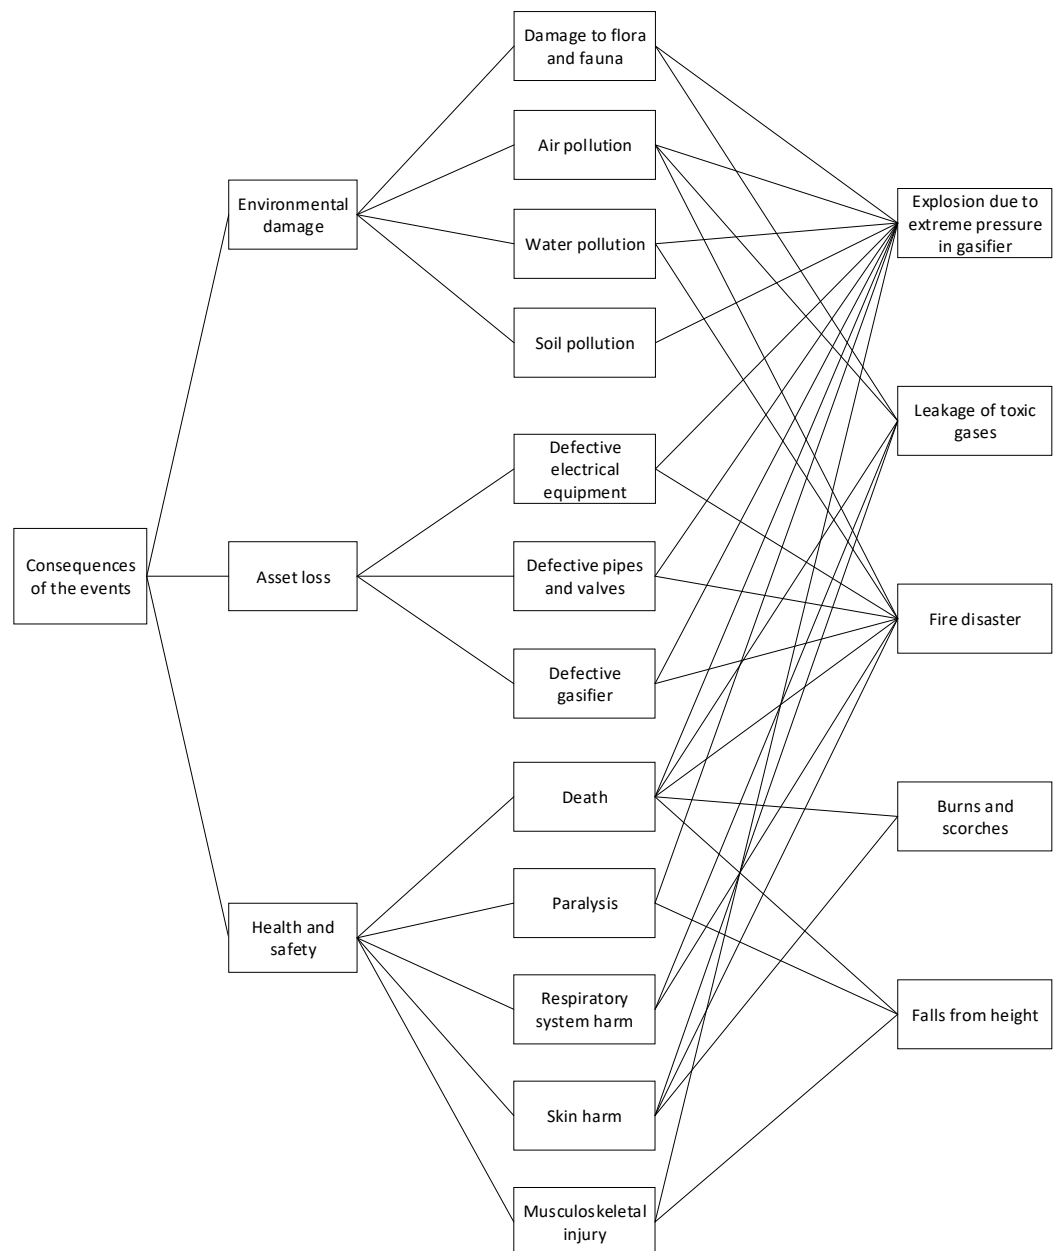 Damage to flora
and fauna
Air pollution
Environmental
damage
Water pollution
Soil pollution
Explosion due to
extreme pressure
in gasifier
Leakage of toxic
gases
Defective
electrical
equipment
Consequences
of the events
Asset loss
Defective pipes
and valves
Defective
gasifier
Fire disaster
Death
Burns and
scorches
Paralysis
Health and
safety
Respiratory
system harm
Falls from height
Skin harm
Musculoskeletal
injury